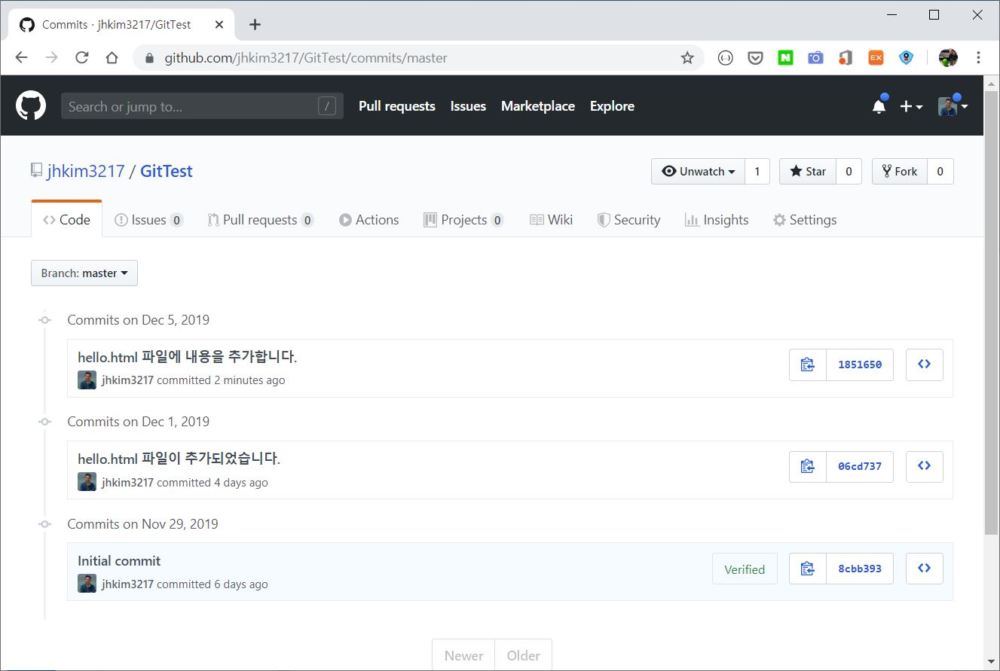 Commits · jhkim3217/GitTest
github.com/jhkim3217/GitTest/commits/master
N
EX
Search or jump to... /
Pull requests Issues Marketplace Explore
jhkim3217 / GitTest
Unwatch 1 Star 0 Fork 0
Code Issues 0 Pull requests 0 Actions Projects 0 Wiki Security Insights Settings
Branch: master
Commits on Dec 5, 2019
hello.html 파일에 내용을 추가합니다.
1851650
jhkim3217 committed 2 minutes ago
Commits on Dec 1, 2019
hello.html 파일이 추가되었습니다.
06cd737
jhkim3217 committed 4 days ago
Commits on Nov 29, 2019
Initial commit
Verified 8cbb393
jhkim3217 committed 6 days ago
Newer Older